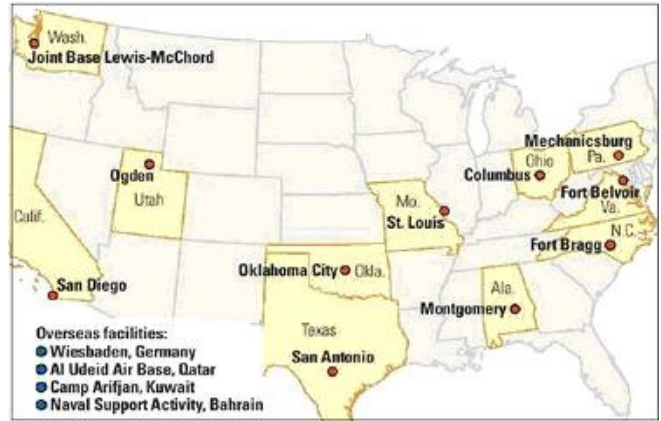 Wash.
Joint Base Lewis-McChord
Mechanicsburg
Pa.
Ohio
Columbus
Ogden
Utah
Fort Belvoir
Va.
Mo.
St. Louis
Calif.
N.C.
Fort Bragg
Oklahoma City
Okla.
San Diego
Ala.
Montgomery
Texas
San Antonio
Overseas facilities:
Wiesbaden, Germany
Al Udeid Air Base, Qatar
Camp Arifjan, Kuwait
Naval Support Activity, Bahrain